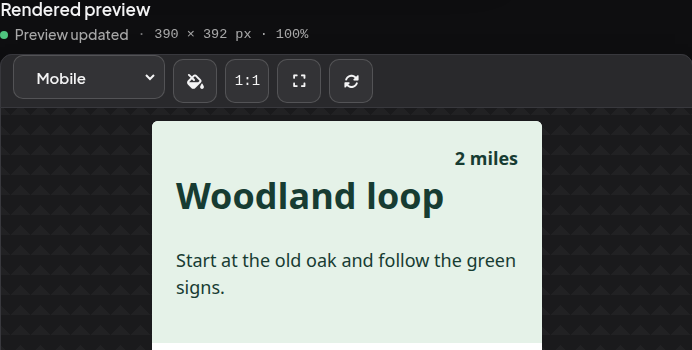 Rendered preview
Preview updated · 390 × 392 px · 100%
Mobile
1:1
2 miles
Woodland loop
Start at the old oak and follow the green
signs.